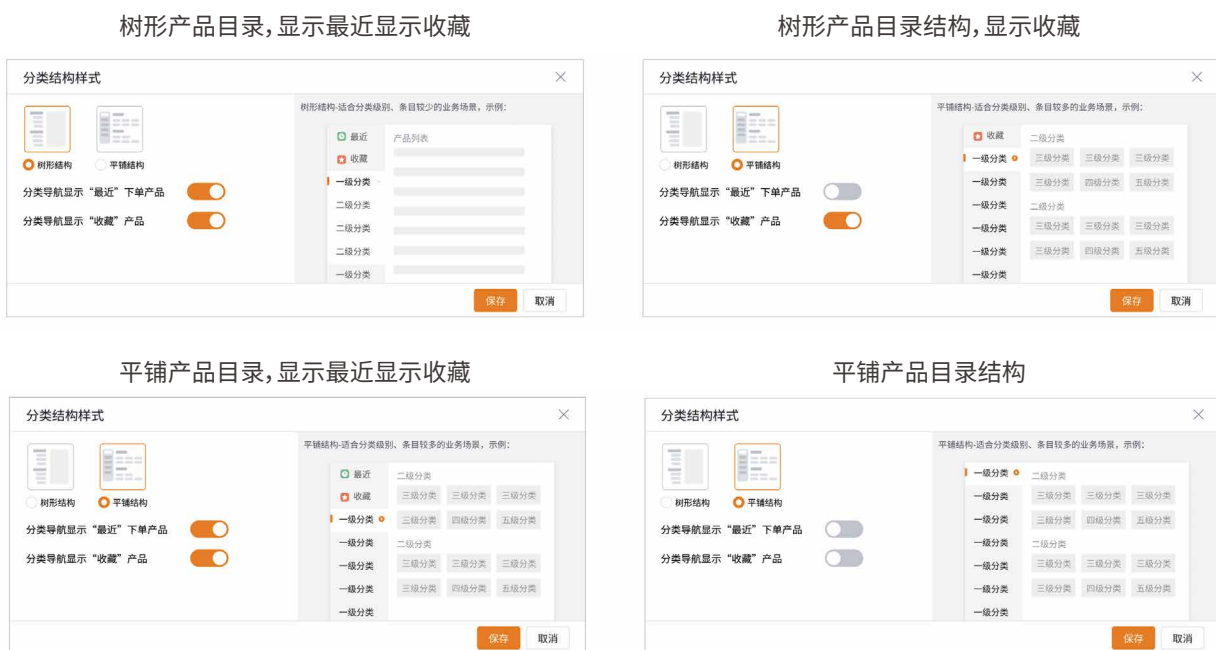 树形产品目录，显示最近显示收藏
分类结构样式
树形结构
平铺结构
分类导航显示“最近”下单产品
分类导航显示“收藏”产品
树形结构-适合分类级别、条目较少的业务场景，示例：
最近
产品列表
收藏
一级分类
二级分类
二级分类
二级分类
一级分类
保存
取消
树形产品目录结构，显示收藏
分类结构样式
树形结构
平铺结构
分类导航显示“最近”下单产品
分类导航显示“收藏”产品
平铺结构-适合分类级别、条目较多的业务场景，示例：
收藏
二级分类
一级分类
三级分类 三级分类 三级分类
一级分类
三级分类 四级分类 五级分类
一级分类
二级分类
一级分类
三级分类 三级分类 三级分类
一级分类
三级分类 四级分类 五级分类
一级分类
保存
取消
平铺产品目录，显示最近显示收藏
分类结构样式
树形结构
平铺结构
分类导航显示“最近”下单产品
分类导航显示“收藏”产品
平铺结构-适合分类级别、条目较多的业务场景，示例：
最近
二级分类
收藏
三级分类 三级分类 三级分类
一级分类
三级分类 四级分类 五级分类
一级分类
二级分类
一级分类
三级分类 三级分类 三级分类
一级分类
三级分类 四级分类 五级分类
一级分类
保存
取消
平铺产品目录结构
分类结构样式
树形结构
平铺结构
分类导航显示“最近”下单产品
分类导航显示“收藏”产品
平铺结构-适合分类级别、条目较多的业务场景，示例：
一级分类
二级分类
一级分类
三级分类 三级分类 三级分类
一级分类
三级分类 四级分类 五级分类
一级分类
二级分类
一级分类
三级分类 三级分类 三级分类
一级分类
三级分类 四级分类 五级分类
一级分类
保存
取消